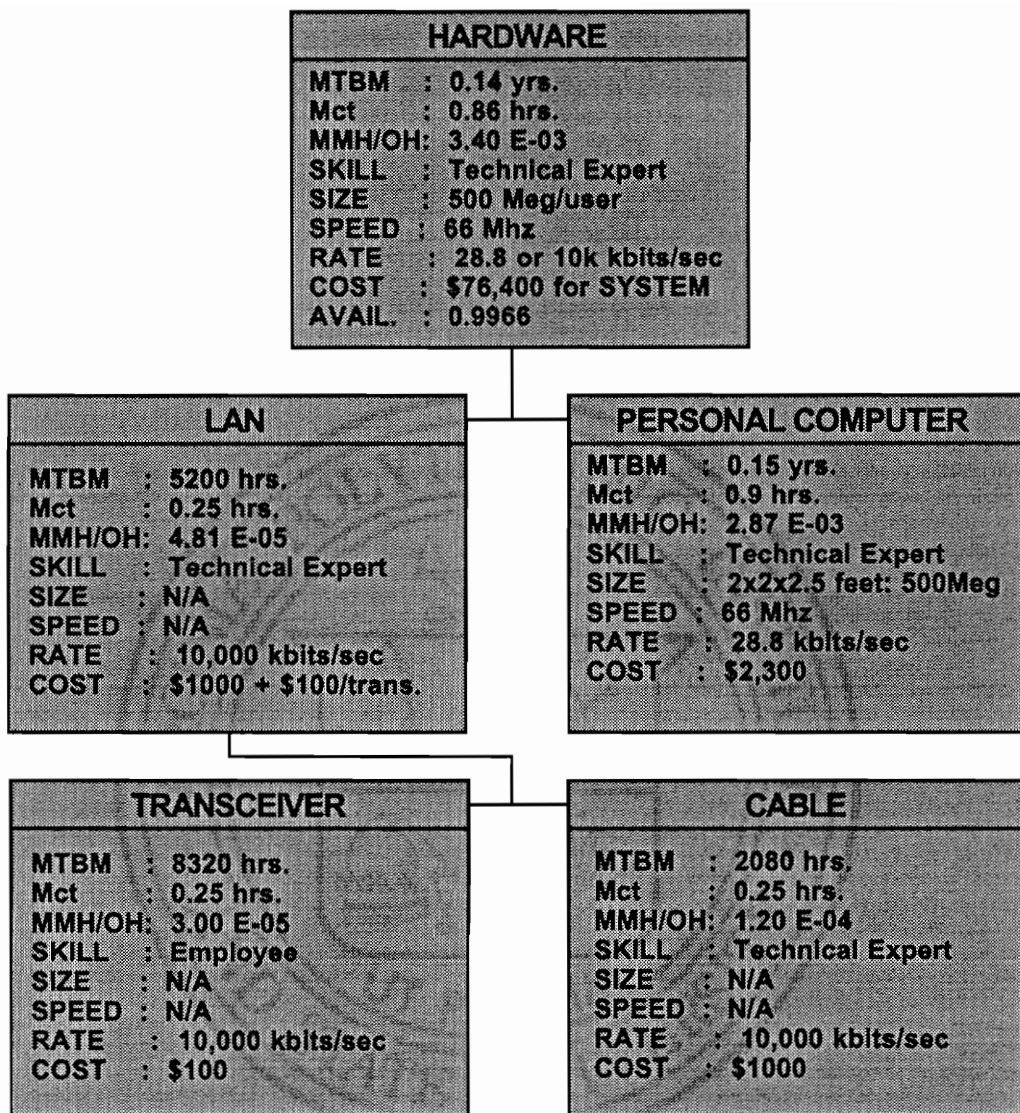 HARDWARE
MTBM : 0.14 yrs.
Mct : 0.86 hrs.
MMH/OH: 3.40 E-03
SKILL : Technical Expert
SIZE : 500 Meg/user
SPEED : 66 Mhz
RATE : 28.8 or 10k kbits/sec
COST : $76,400 for SYSTEM
AVAIL. : 0.9966
LAN
MTBM : 5200 hrs.
Mct : 0.25 hrs.
MMH/OH: 4.81 E-05
SKILL : Technical Expert
SIZE : N/A
SPEED : N/A
RATE : 10,000 kbits/sec
COST : $1000 + $100/trans.
PERSONAL COMPUTER
MTBM : 0.15 yrs.
Mct : 0.9 hrs.
MMH/OH: 2.87 E-03
SKILL : Technical Expert
SIZE : 2x2x2.5 feet: 500Meg
SPEED : 66 Mhz
RATE : 28.8 kbits/sec
COST : $2,300
TRANSCEIVER
MTBM : 8320 hrs.
Mct : 0.25 hrs.
MMH/OH: 3.00 E-05
SKILL : Employee
SIZE : N/A
SPEED : N/A
RATE : 10,000 kbits/sec
COST : $100
CABLE
MTBM : 2080 hrs.
Mct : 0.25 hrs.
MMH/OH: 1.20 E-04
SKILL : Technical Expert
SIZE : N/A
SPEED : N/A
RATE : 10,000 kbits/sec
COST : $1000